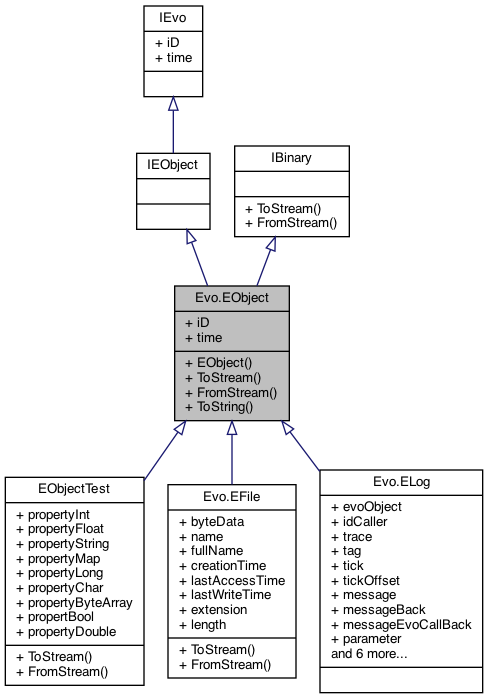 IEvo
+ iD
+ time
IEObject
IBinary
+ ToStream()
+ FromStream()
Evo.EObject
+ iD
+ time
+ EObject()
+ ToStream()
+ FromStream()
+ ToString()
EObjectTest
+ propertyInt
+ propertyFloat
+ propertyString
+ propertyMap
+ propertyLong
+ propertyChar
+ propertyByteArray
+ propertBool
+ propertyDouble
+ ToStream()
+ FromStream()
Evo.EFile
+ byteData
+ name
+ fullName
+ creationTime
+ lastAccessTime
+ lastWriteTime
+ extension
+ length
+ ToStream()
+ FromStream()
Evo.ELog
+ evoObject
+ idCaller
+ trace
+ tag
+ tick
+ tickOffset
+ message
+ messageBack
+ messageEvoCallBack
+ parameter
and 6 more...